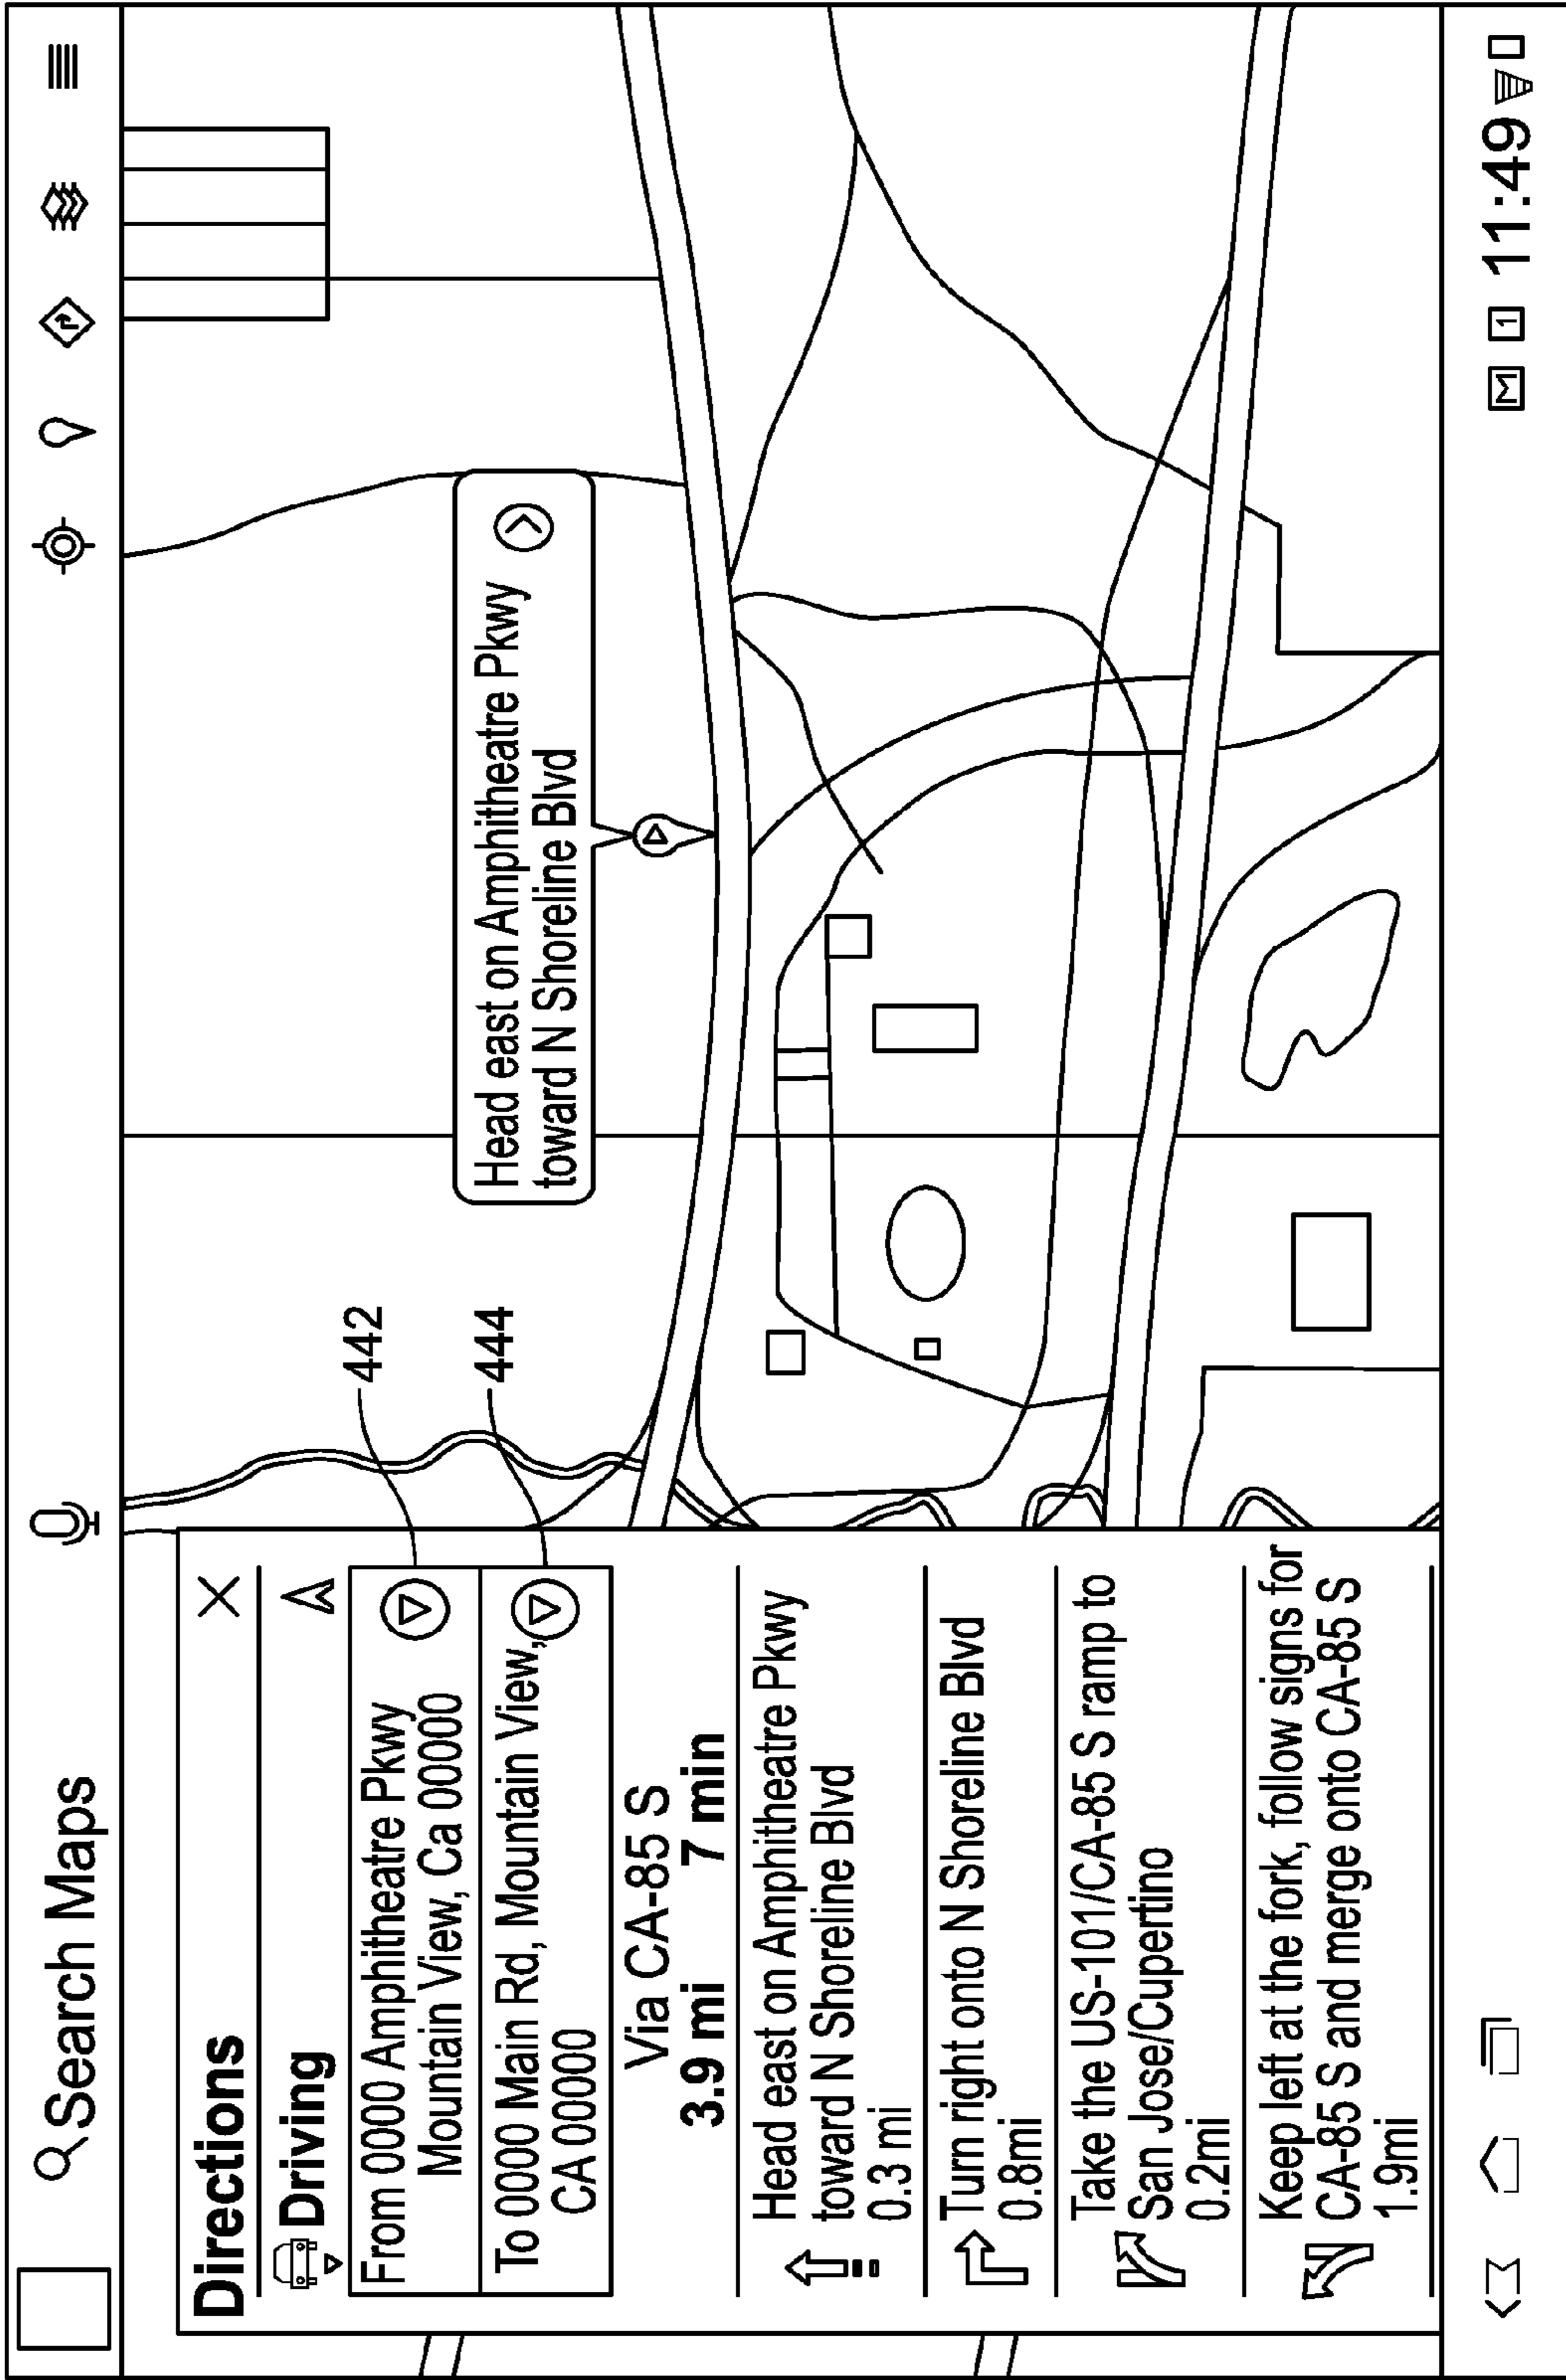 Search Maps
Directions
Driving
From 0000 Amphitheatre Pkwy
Mountain View, Ca 00000
To 0000 Main Rd, Mountain View,
CA 00000
Via CA-85 S
3.9 mi 7 min
Head east on Amphitheatre Pkwy
toward N Shoreline Blvd
0.3 mi
Turn right onto N Shoreline Blvd
0.8mi
Take the US-101/CA-85 S ramp to
San Jose/Cupertino
0.2mi
Keep left at the fork, follow signs for
CA-85 S and merge onto CA-85 S
1.9mi
442
444
Head east on Amphitheatre Pkwy
toward N Shoreline Blvd
1 11:49